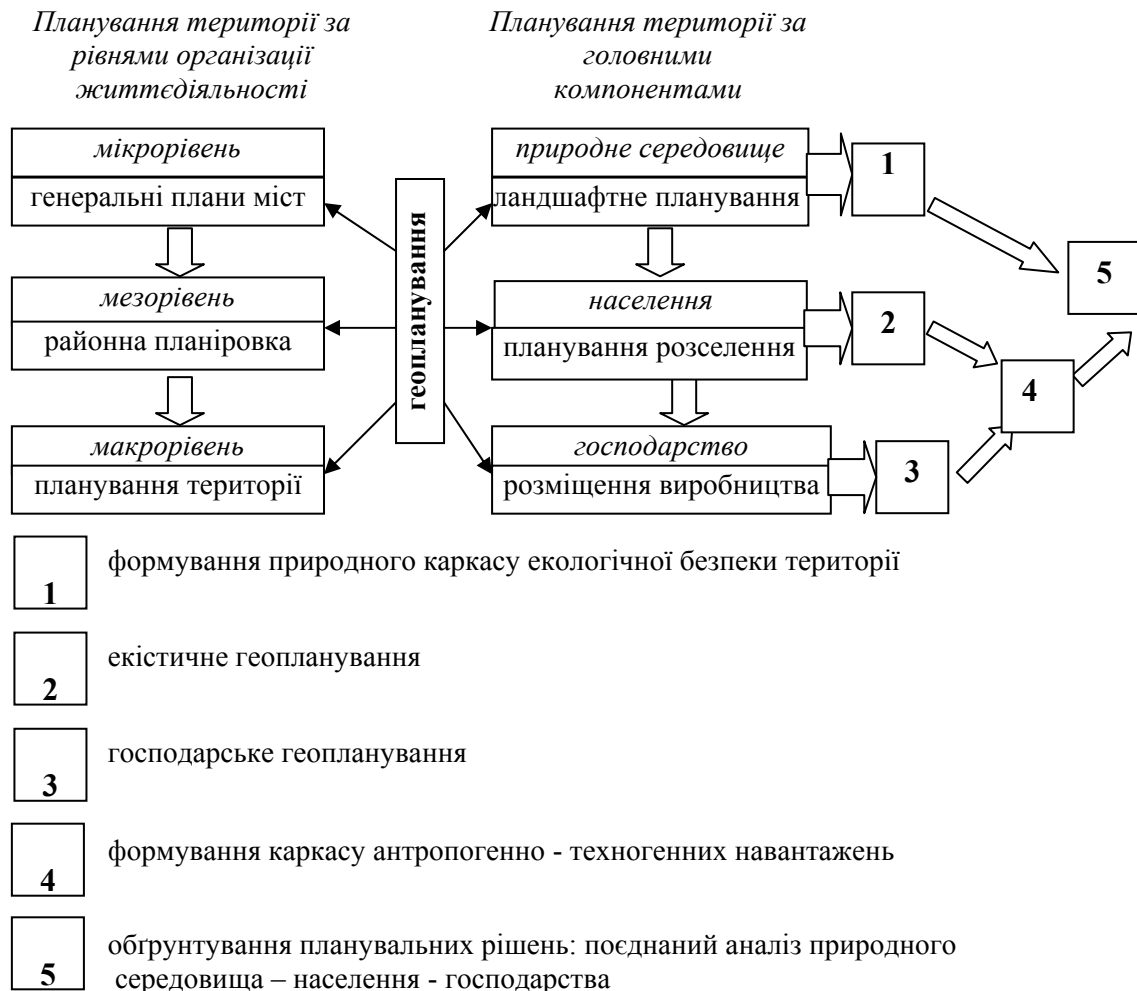 Планування території за
рівнями організації
життєдіяльності
Планування території за
головними
компонентами
мікрорівень
генеральні плани міст
мезорівень
районна планіровка
макрорівень
планування території
геопланування
природне середовище
ландшафтне планування
населення
планування розселення
господарство
розміщення виробництва
1
2
3
4
5
1
формування природного каркасу екологічної безпеки території
2
екістичне геопланування
3
господарське геопланування
4
формування каркасу антропогенно - техногенних навантажень
5
обґрунтування планувальних рішень: поєднаний аналіз природного
середовища – населення - господарства